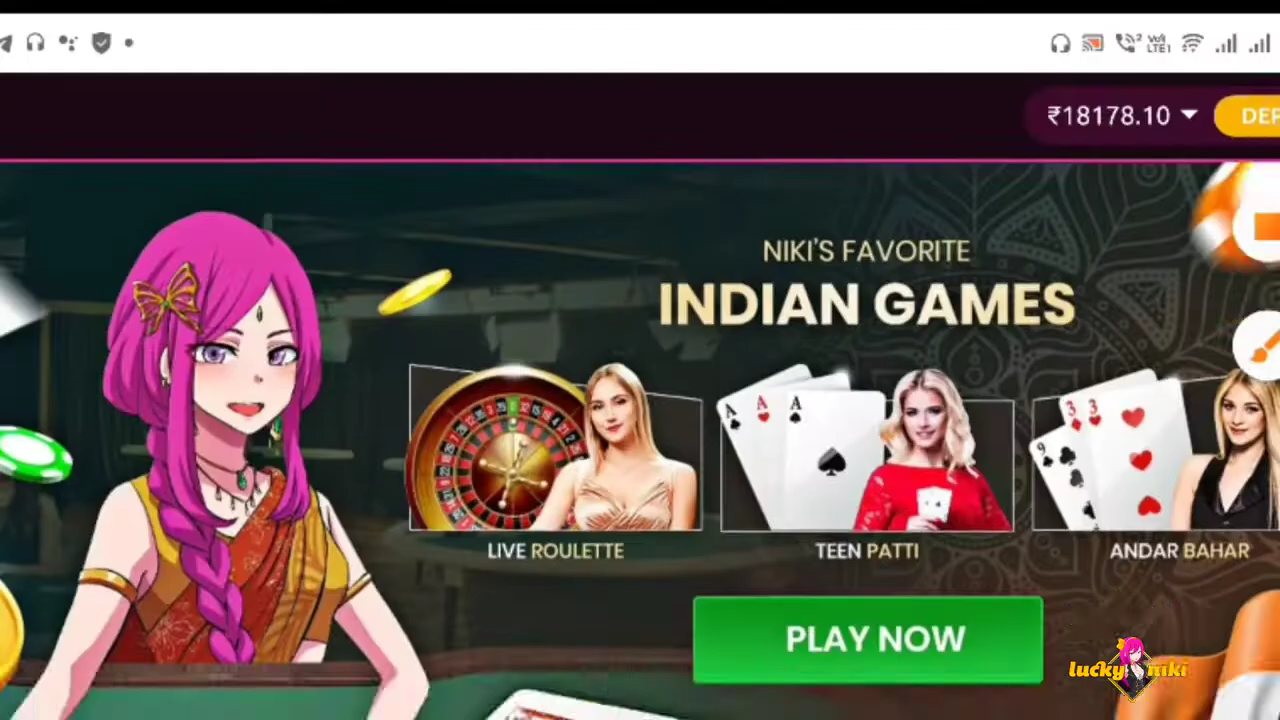 ₹18178.10
DEP
NIKI'S FAVORITE
INDIAN GAMES
LIVE ROULETTE
TEEN PATTI
ANDAR BAHAR
PLAY NOW
lucky niki